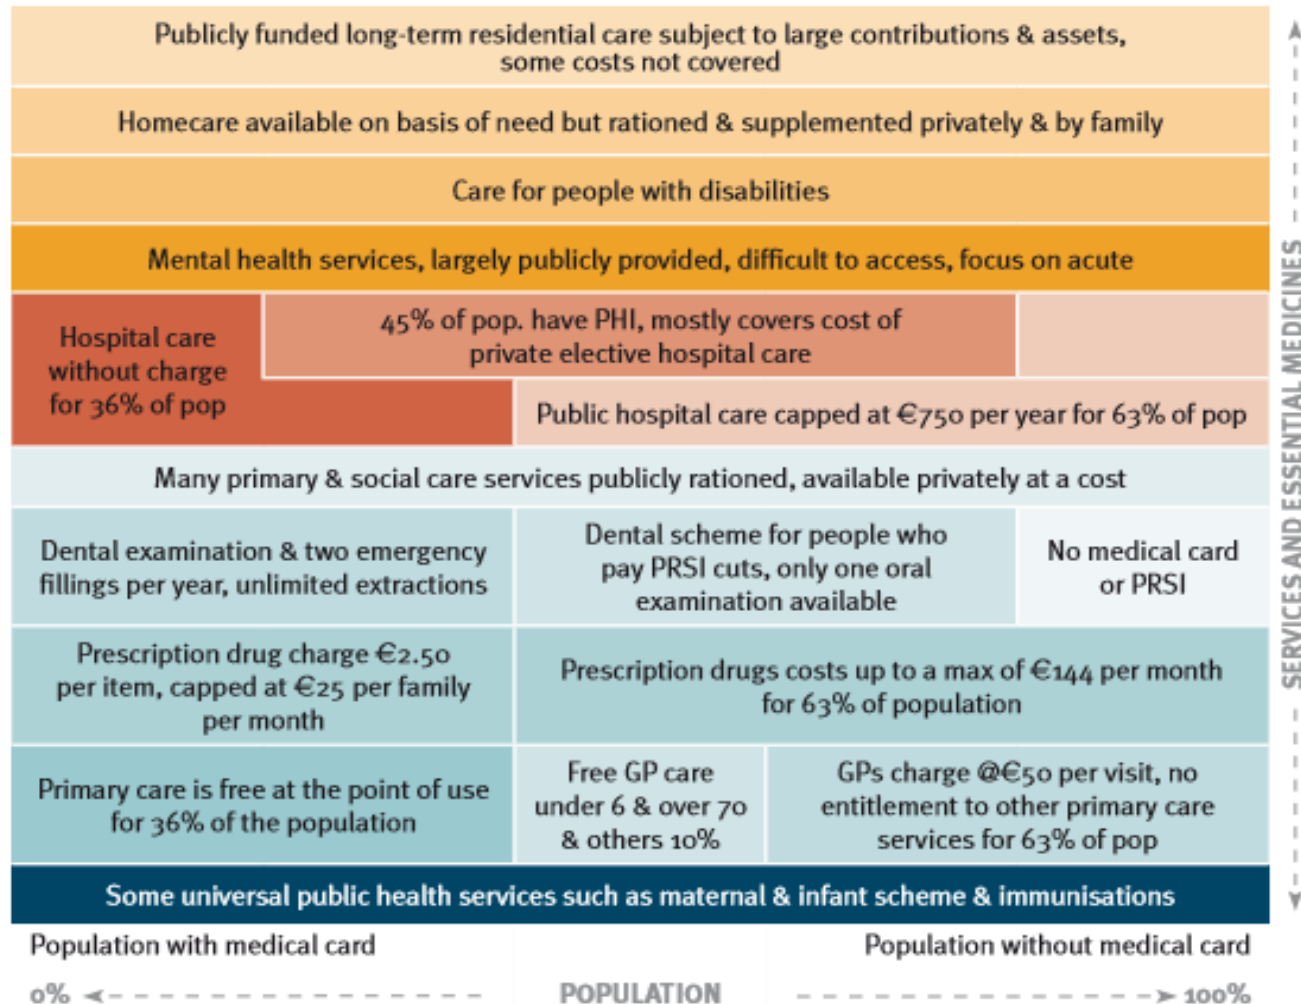 Publicly funded long-term residential care subject to large contributions & assets,
some costs not covered
Homecare available on basis of need but rationed & supplemented privately & by family
Care for people with disabilities
Mental health services, largely publicly provided, difficult to access, focus on acute
Hospital care
without charge
for 36% of pop
45% of pop. have PHI, mostly covers cost of
private elective hospital care
Public hospital care capped at €750 per year for 63% of pop
Many primary & social care services publicly rationed, available privately at a cost
Dental examination & two emergency
fillings per year, unlimited extractions
Dental scheme for people who
pay PRSI cuts, only one oral
examination available
No medical card
or PRSI
Prescription drug charge €2.50
per item, capped at €25 per family
per month
Prescription drugs costs up to a max of €144 per month
for 63% of population
Primary care is free at the point of use
for 36% of the population
Free GP care
under 6 & over 70
& others 10%
GPs charge @€50 per visit, no
entitlement to other primary care
services for 63% of pop
Some universal public health services such as maternal & infant scheme & immunisations
Population with medical card
Population without medical card
0%
POPULATION
100%
SERVICES AND ESSENTIAL MEDICINES